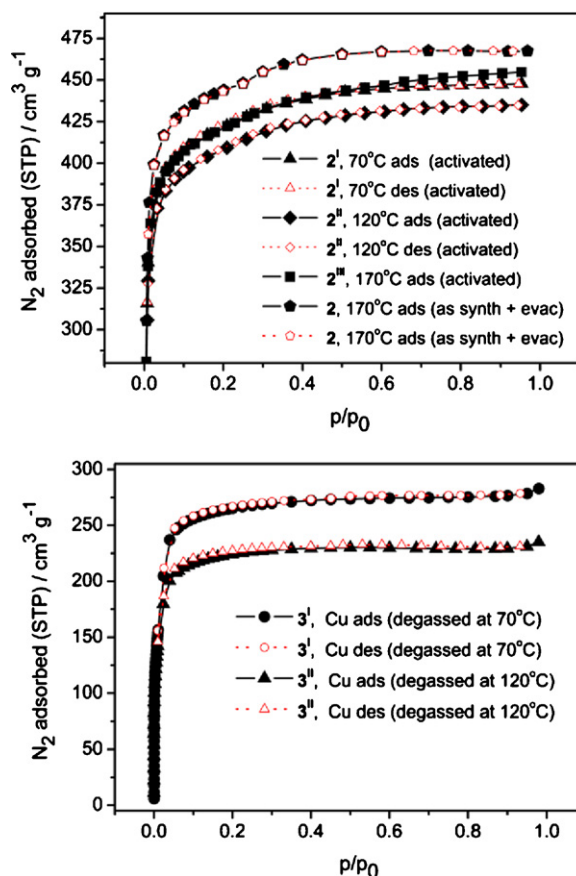 475
450
425
400
375
350
325
300
N₂ adsorbed (STP) / cm³ g⁻¹
2ᴵ, 70°C ads (activated)
2ᴵ, 70°C des (activated)
2ᴵᴵ, 120°C ads (activated)
2ᴵᴵ, 120°C des (activated)
2ᴵᴵᴵ, 170°C ads (activated)
2, 170°C ads (as synth + evac)
2, 170°C ads (as synth + evac)
0.0 0.2 0.4 0.6 0.8 1.0
p/p₀
300
250
200
150
100
50
0
N₂ adsorbed (STP) / cm³ g⁻¹
3ᴵ, Cu ads (degassed at 70°C)
3ᴵ, Cu des (degassed at 70°C)
3ᴵᴵ, Cu ads (degassed at 120°C)
3ᴵᴵ, Cu des (degassed at 120°C)
0.0 0.2 0.4 0.6 0.8 1.0
p/p₀